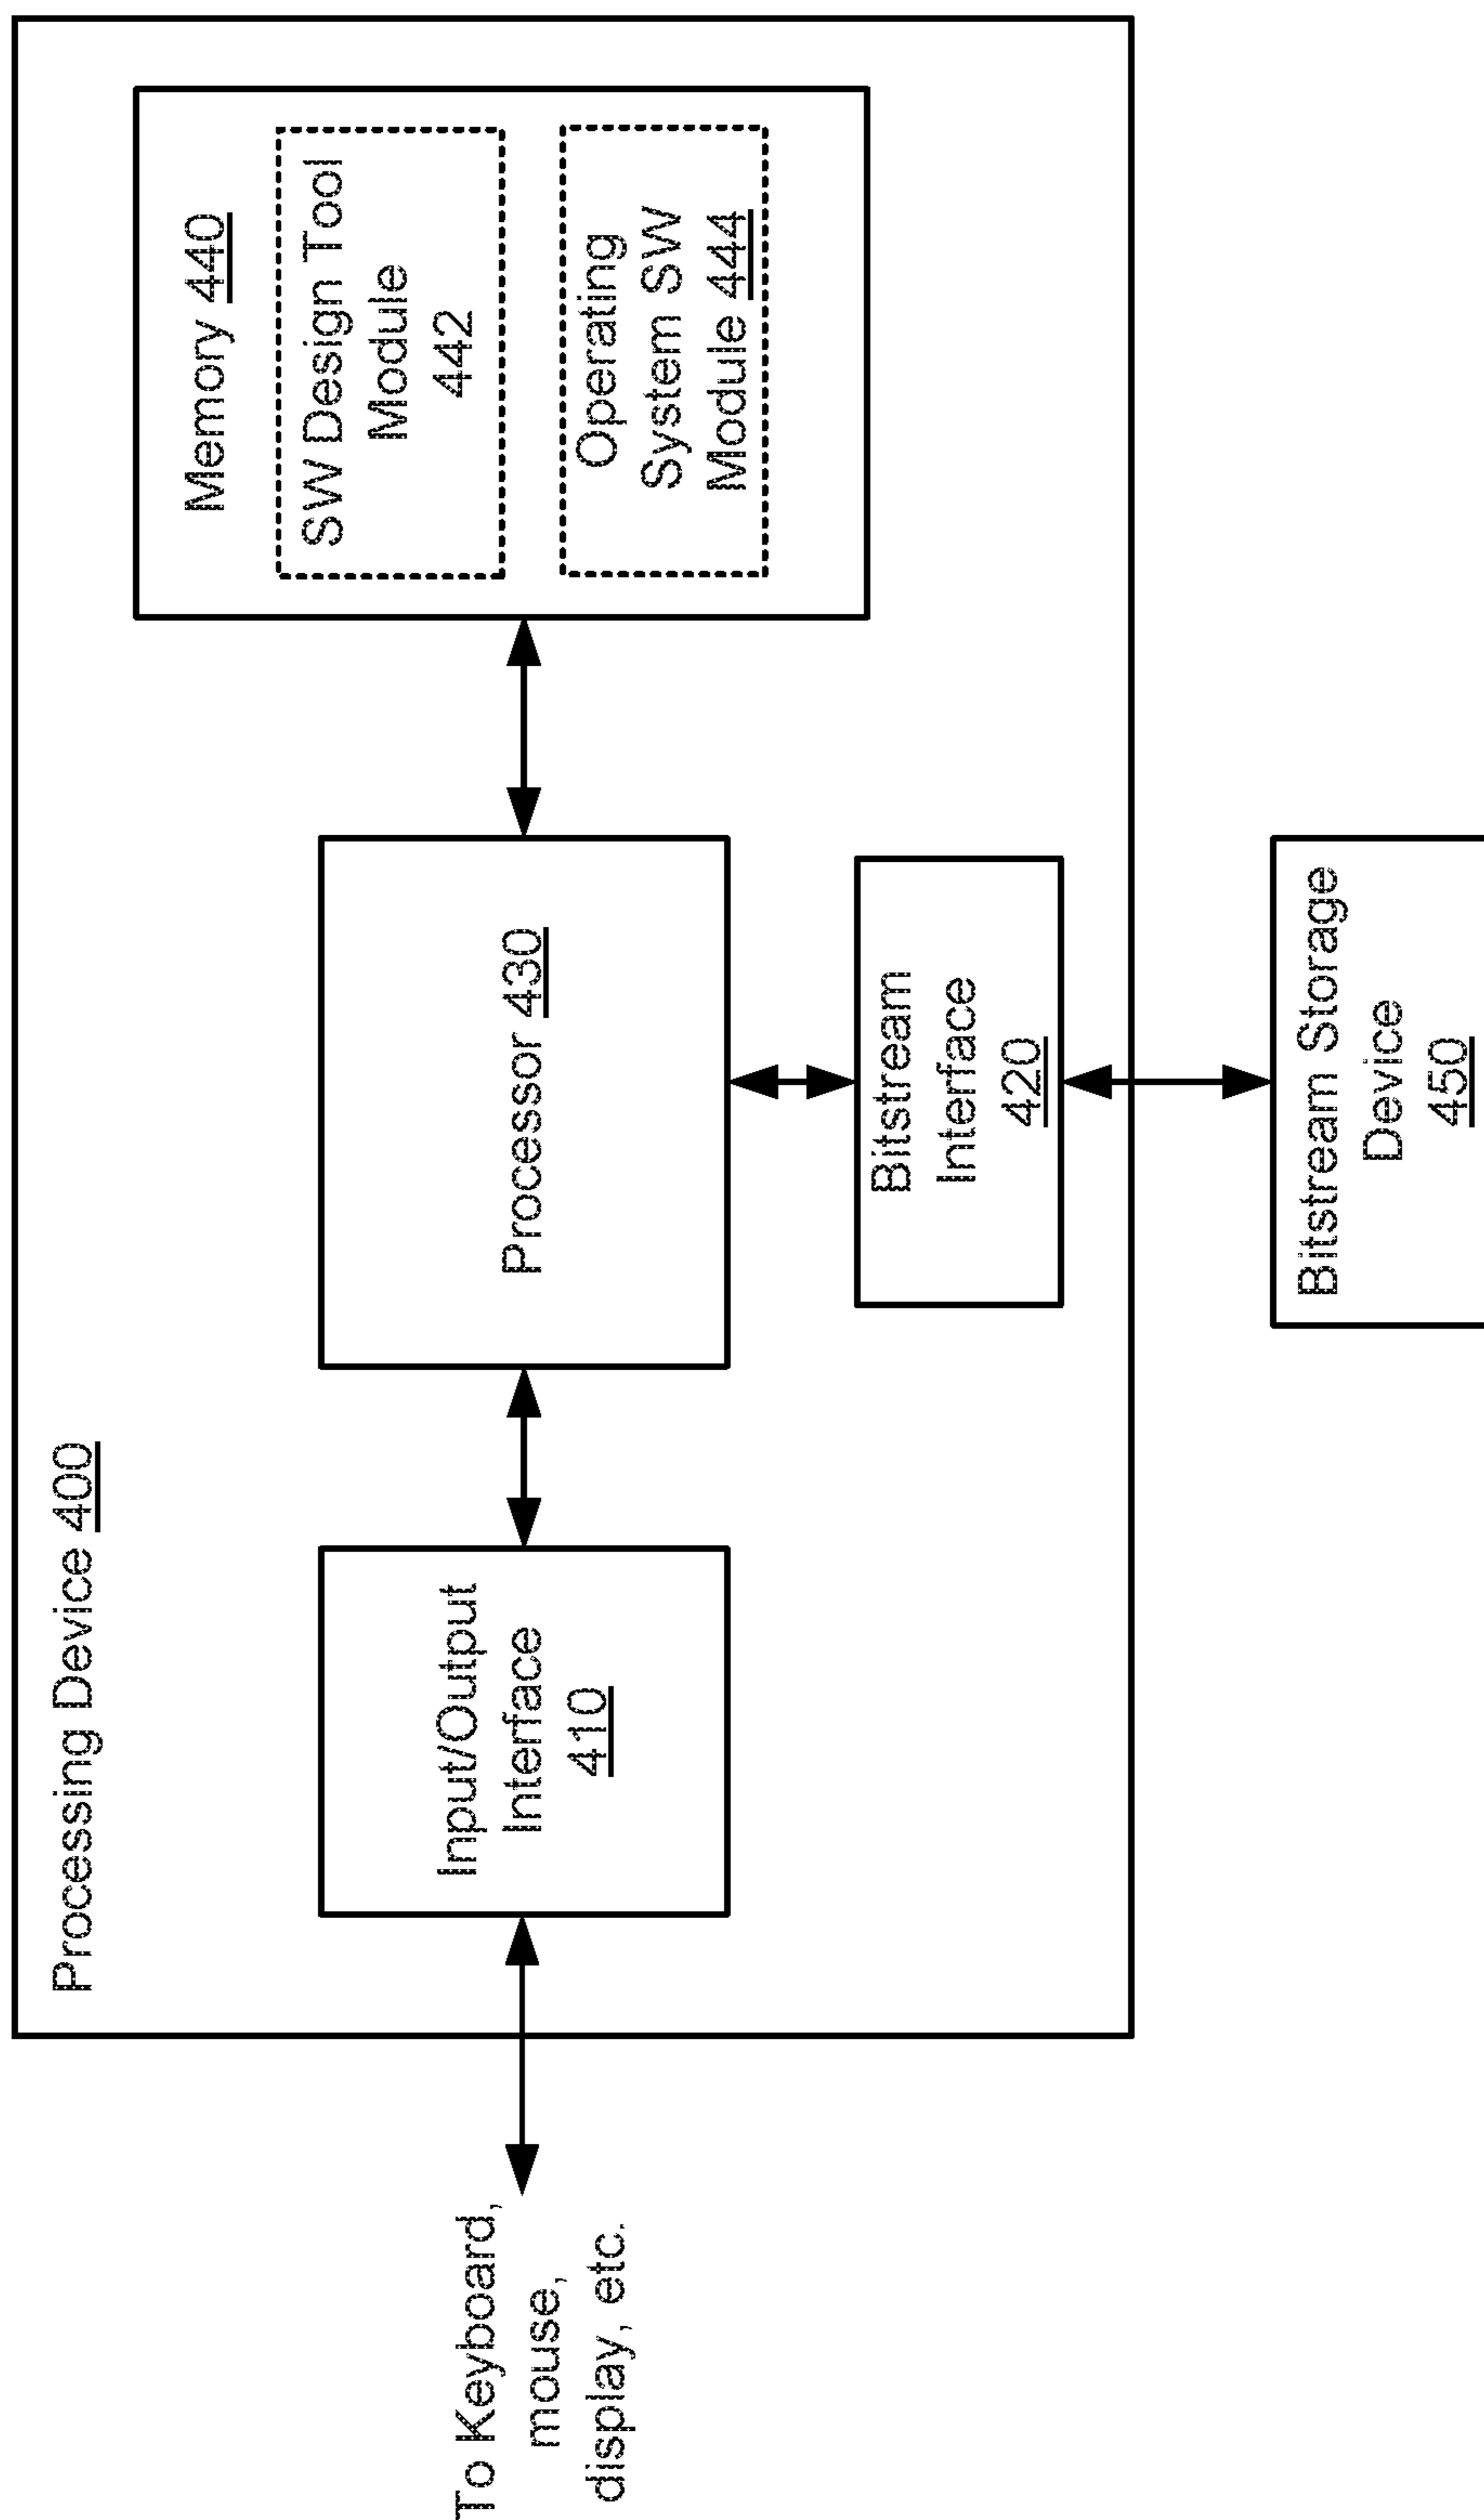 Processing Device 400
To Keyboard,
mouse,
display, etc.
Input/Output
Interface
410
Processor 430
Memory 440
SW Design Tool
Module
442
Operating
System SW
Module 444
Bitstream
Interface
420
Bitstream Storage
Device
450